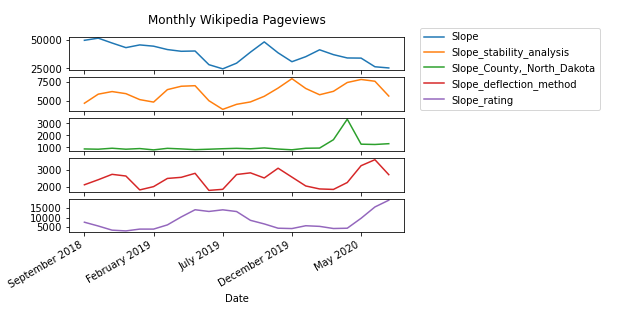 Monthly Wikipedia Pageviews
Slope
Slope_stability_analysis
Slope_County,_North_Dakota
Slope_deflection_method
Slope_rating
50000
25000
7500
5000
3000
2000
1000
3000
2000
15000
10000
5000
September 2018
February 2019
July 2019
December 2019
May 2020
Date